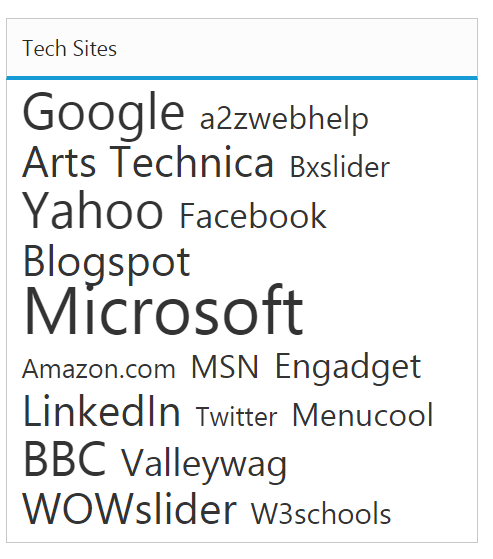 Tech Sites
Google a2zwebhelp
Arts Technica Bxslider
Yahoo Facebook
Blogspot
Microsoft
Amazon.com MSN Engadget
LinkedIn Twitter Menucool
BBC Valleywag
WOWslider W3schools